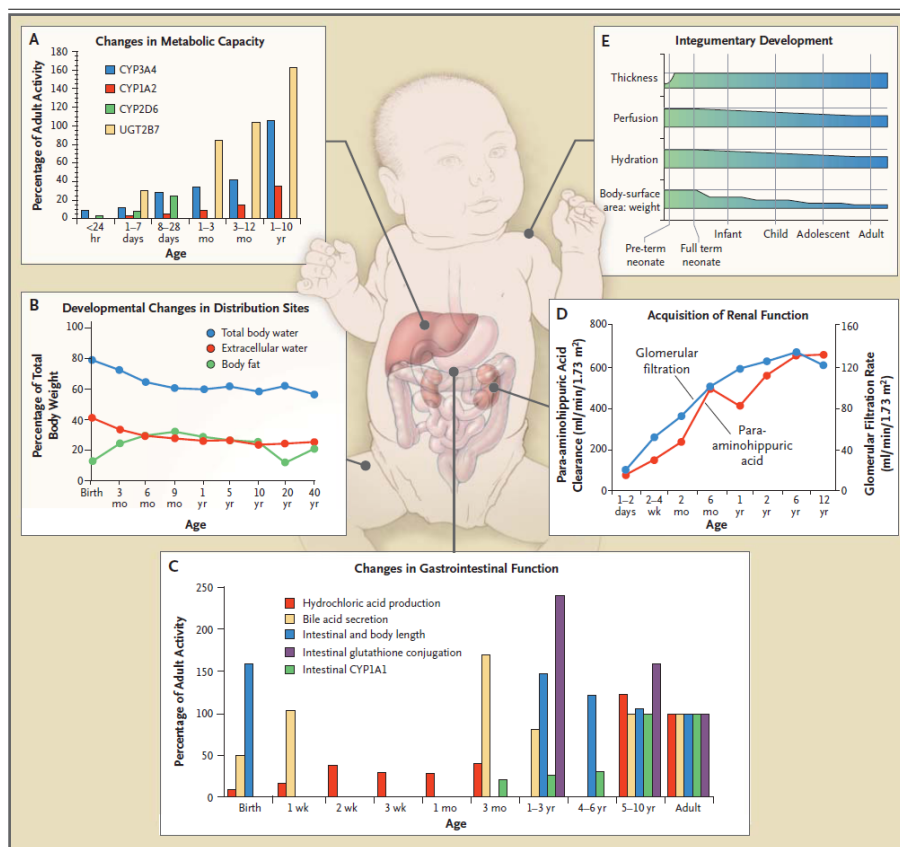 A
Changes in Metabolic Capacity
Percentage of Adult Activity
180
160
140
120
100
80
60
40
20
0
CYP3A4
CYP1A2
CYP2D6
UGT2B7
<24 hr
1–7 days
8–28 days
1–3 mo
3–12 mo
1–10 yr
Age
E
Integumentary Development
Thickness
Perfusion
Hydration
Body-surface
area: weight
Infant
Child
Adolescent
Adult
Pre-term
neonate
Full term
neonate
B
Developmental Changes in Distribution Sites
Percentage of Total
Body Weight
100
80
60
40
20
0
Total body water
Extracellular water
Body fat
Birth
3 mo
6 mo
9 mo
1 yr
5 yr
10 yr
20 yr
40 yr
Age
D
Acquisition of Renal Function
Para-aminohippuric Acid
Clearance (ml/min/1.73 m²)
800
600
400
200
0
Glomerular
filtration
Para-
aminohippuric
acid
160
120
80
40
0
Glomerular Filtration Rate
(ml/min/1.73 m²)
1–2 days
2–4 wk
2 mo
6 mo
1 yr
2 yr
6 yr
12 yr
Age
C
Changes in Gastrointestinal Function
Percentage of Adult Activity
250
200
150
100
50
0
Hydrochloric acid production
Bile acid secretion
Intestinal and body length
Intestinal glutathione conjugation
Intestinal CYP1A1
Birth
1 wk
2 wk
3 wk
1 mo
3 mo
1–3 yr
4–6 yr
5–10 yr
Adult
Age